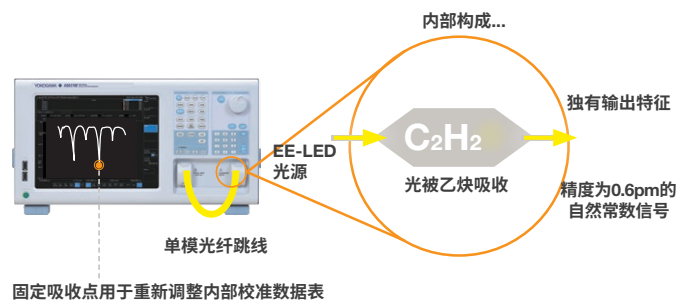 内部构成...
YOKOGAWA
独有输出特征
C₂H₂
EE-LED
光源
光被乙炔吸收
精度为0.6pm的
自然常数信号
单模光纤跳线
固定吸收点用于重新调整内部校准数据表